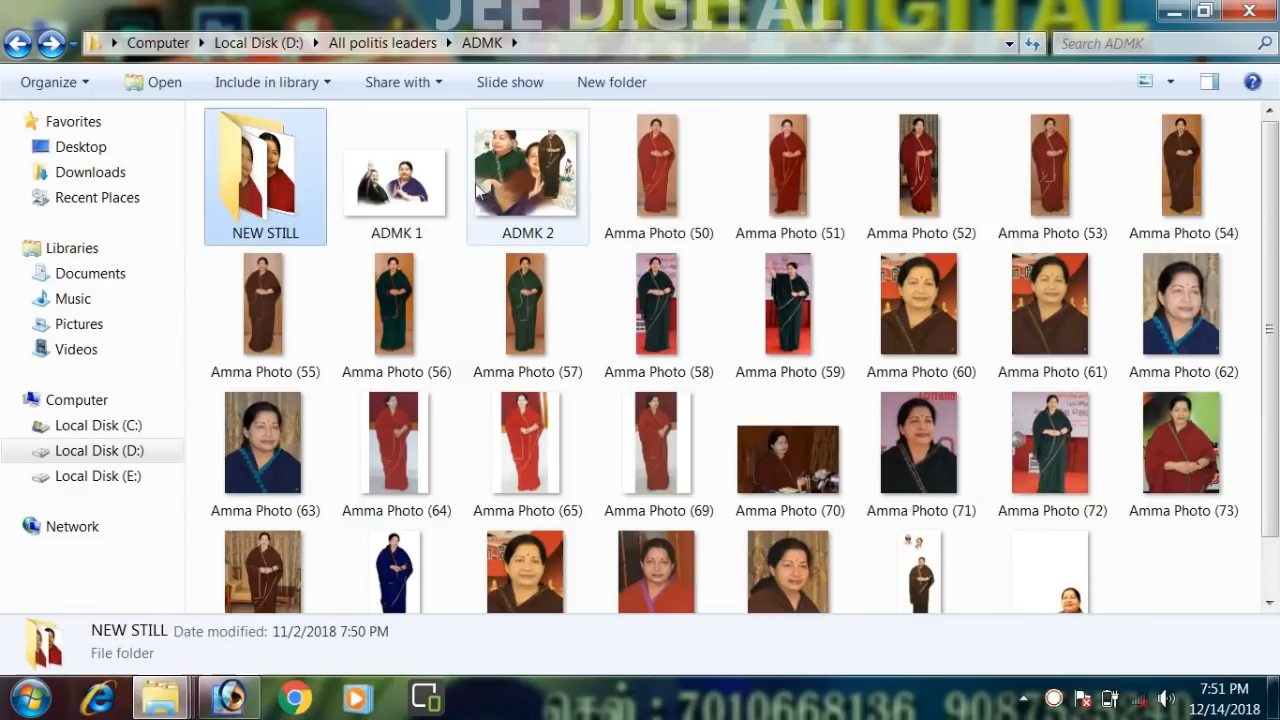 JEE DIGITAL
Computer Local Disk (D:) All politis leaders ADMK
Search ADMK
Organize Open Include in library Share with Slide show New folder
Favorites
Desktop
Downloads
Recent Places
Libraries
Documents
Music
Pictures
Videos
Computer
Local Disk (C:)
Local Disk (D:)
Local Disk (E:)
Network
NEW STILL ADMK 1 ADMK 2 Amma Photo (50) Amma Photo (51) Amma Photo (52) Amma Photo (53) Amma Photo (54)
Amma Photo (55) Amma Photo (56) Amma Photo (57) Amma Photo (58) Amma Photo (59) Amma Photo (60) Amma Photo (61) Amma Photo (62)
Amma Photo (63) Amma Photo (64) Amma Photo (65) Amma Photo (69) Amma Photo (70) Amma Photo (71) Amma Photo (72) Amma Photo (73)
NEW STILL Date modified: 11/2/2018 7:50 PM
File folder
7:51 PM
12/14/2018